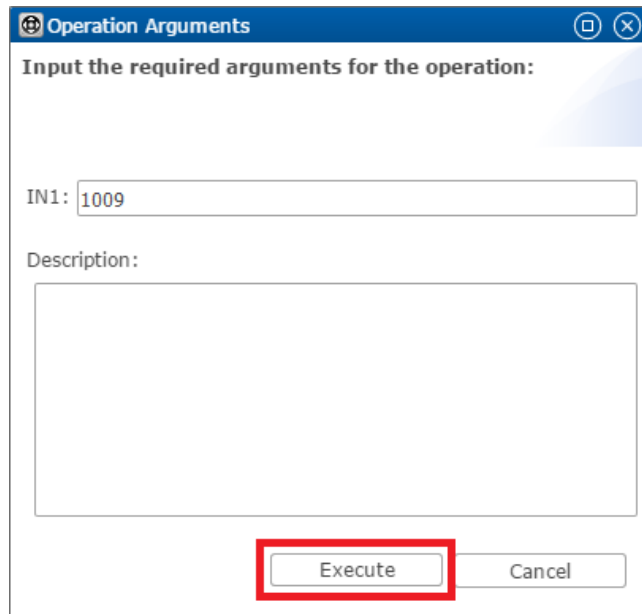 Operation Arguments
Input the required arguments for the operation:
IN1: 1009
Description:
Execute Cancel